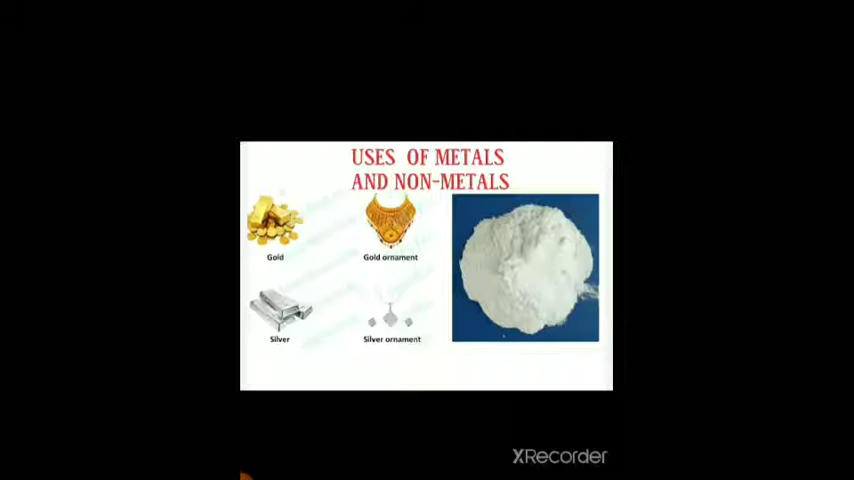 USES OF METALS
AND NON-METALS
Gold
Gold ornament
Silver
Silver ornament
XRecorder